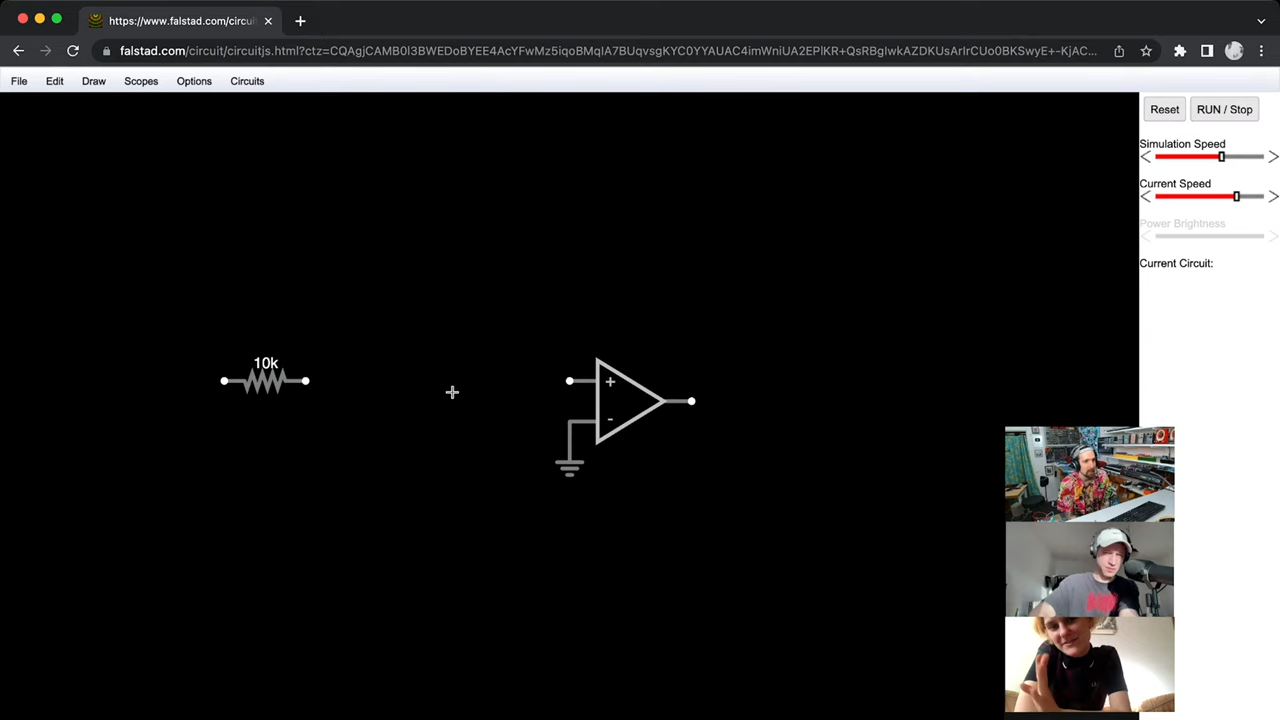 https://www.falstad.com/circui
falstad.com/circuit/circuitjs.html?ctz=CQAgjCAMB0l3BWEDoBYEE4AcYFwMz5iqoBMqIA7BUqvsgKYC0YYAUAC4imWniUA2EPlKR+QsRBglwkAZDKUsArIrCUo0BKSwyE+-KjAC...
File Edit Draw Scopes Options Circuits
Reset RUN / Stop
Simulation Speed
Current Speed
Power Brightness
Current Circuit:
10k
+
-